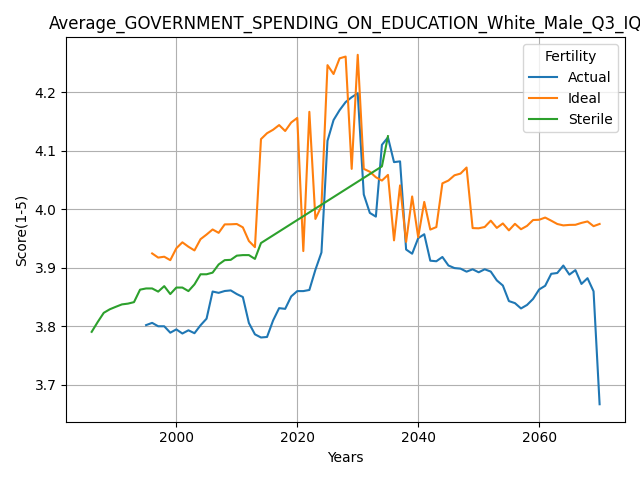 Average_GOVERNMENT_SPENDING_ON_EDUCATION_White_Male_Q3_IQ
Fertility
Actual
Ideal
Sterile
4.2
4.1
4.0
3.9
3.8
3.7
Score(1-5)
2000
2020
2040
2060
Years